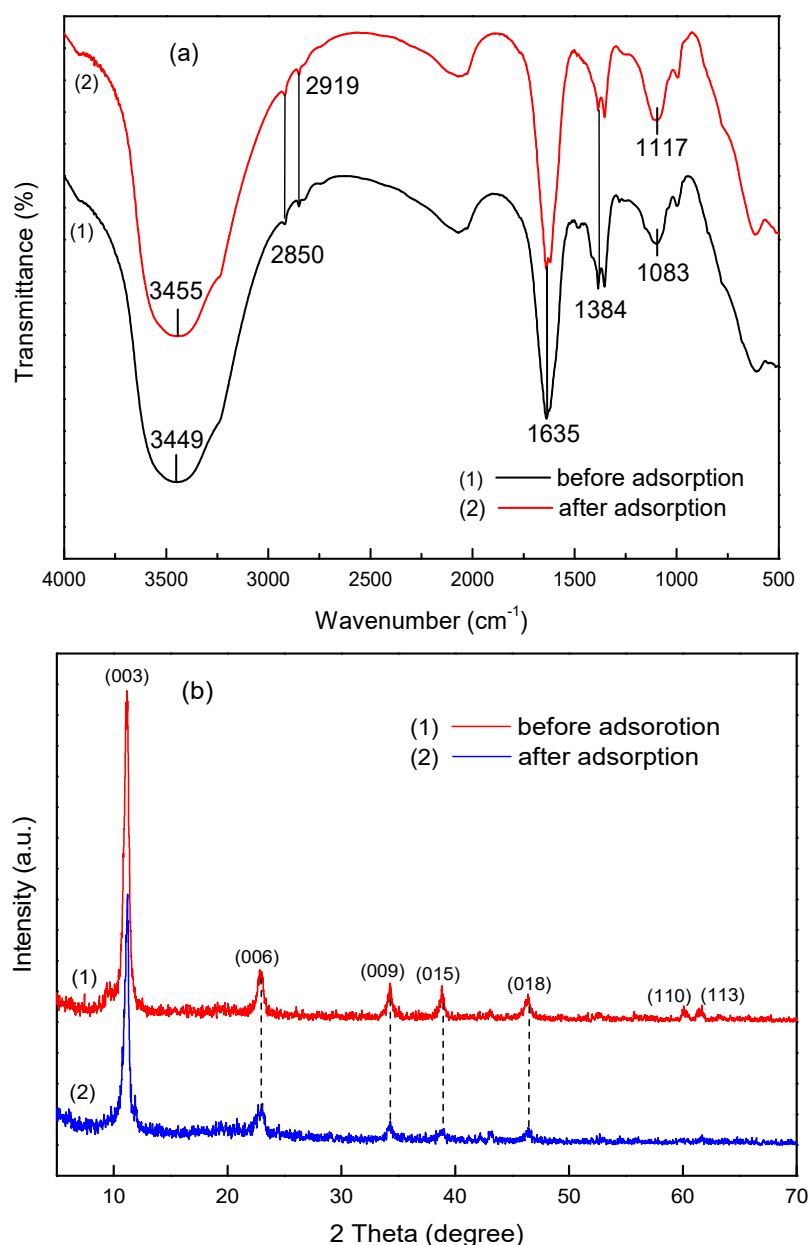 (a)
(2)
2919
1117
(1)
2850
3455
1384
1083
3449
1635
(1) before adsorption
(2) after adsorption
Transmittance (%)
4000 3500 3000 2500 2000 1500 1000 500
Wavenumber (cm-1)
(003)
(b)
(1) before adsorotion
(2) after adsorption
Intensity (a.u.)
(006)
(009)
(015)
(018)
(110)
(113)
(1)
(2)
10 20 30 40 50 60 70
2 Theta (degree)